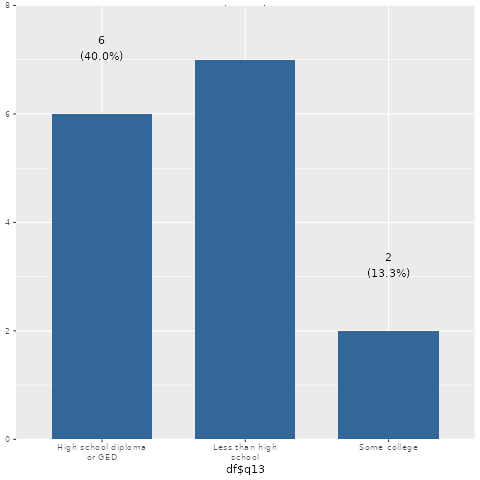 8
6
(40.0%)
6
4
2
(13.3%)
2
0
High school diploma
or GED
Less than high
school
Some college
df$q13